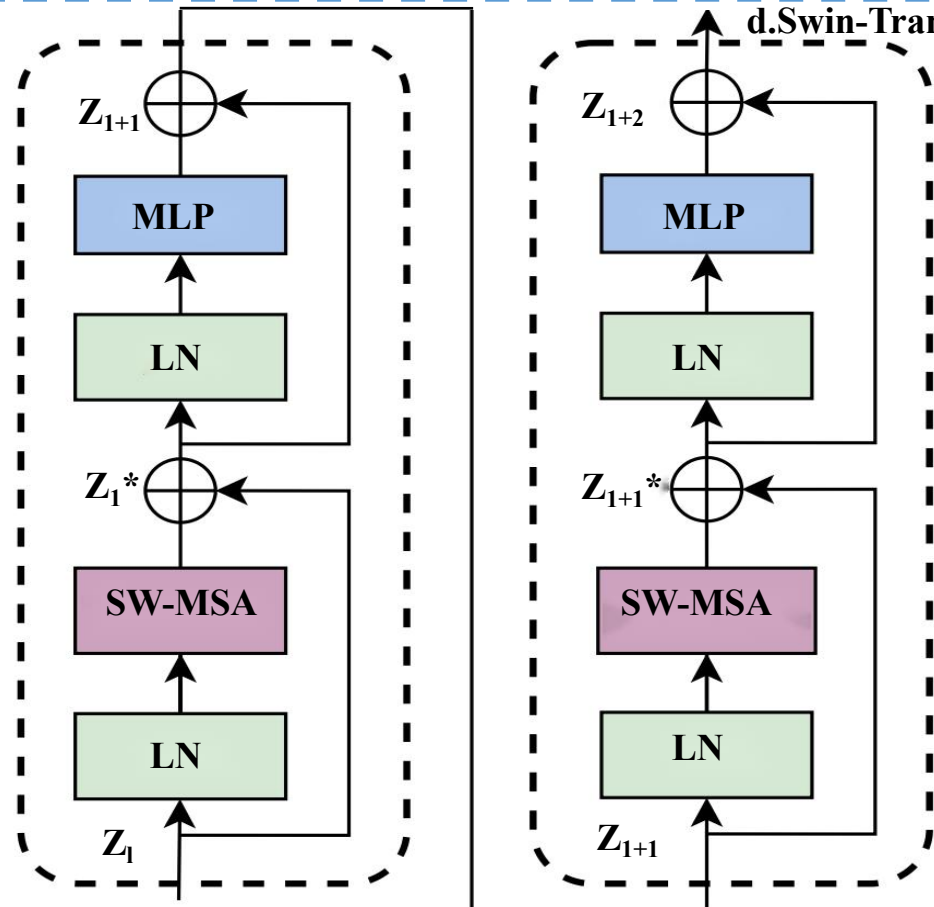 d.Swin-Tran
Z1+1
MLP
LN
Z1*
SW-MSA
LN
Zl
Z1+2
MLP
LN
Z1+1*
SW-MSA
LN
Z1+1